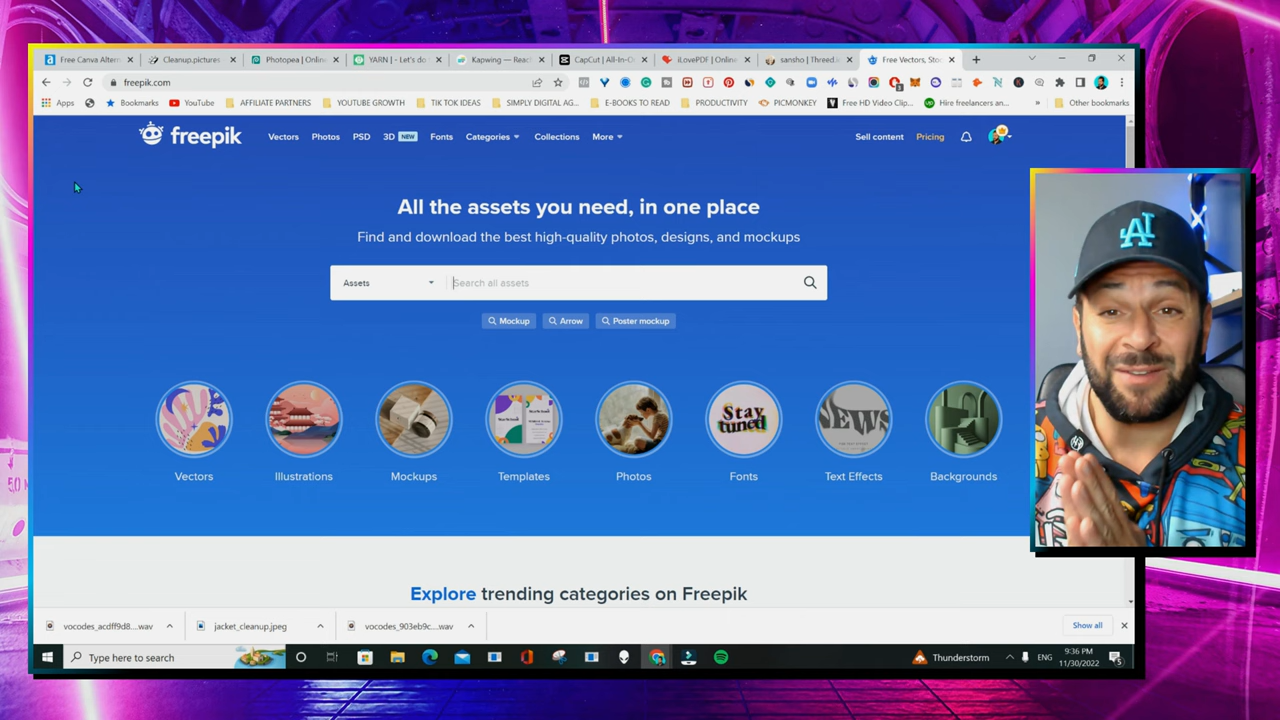 Free Canva Altern
Cleanup.pictures
Photopea | Online
YARN | - Let's do
Kapwing — Reac
CapCut | All-In-O
iLovePDF | Online
sansho | Thread.i
Free Vectors, Sto
freepik.com
Apps
Bookmarks
YouTube
AFFILIATE PARTNERS
YOUTUBE GROWTH
TIK TOK IDEAS
SIMPLY DIGITAL AG...
E-BOOKS TO READ
PRODUCTIVITY
PICMONKEY
Free HD Video Clip...
Hire freelancers an...
»
Other bookmarks
freepik
Vectors
Photos
PSD
3D NEW
Fonts
Categories
Collections
More
Sell content
Pricing
All the assets you need, in one place
Find and download the best high-quality photos, designs, and mockups
Assets
Search all assets
Mockup
Arrow
Poster mockup
Stay
tuned
NEWS
Vectors
Illustrations
Mockups
Templates
Photos
Fonts
Text Effects
Backgrounds
Explore trending categories on Freepik
vocodes_acdff9d8....wav
jacket_cleanup.jpeg
vocodes_903eb9c....wav
Show all
Type here to search
Thunderstorm
ENG
9:36 PM
11/30/2022
5